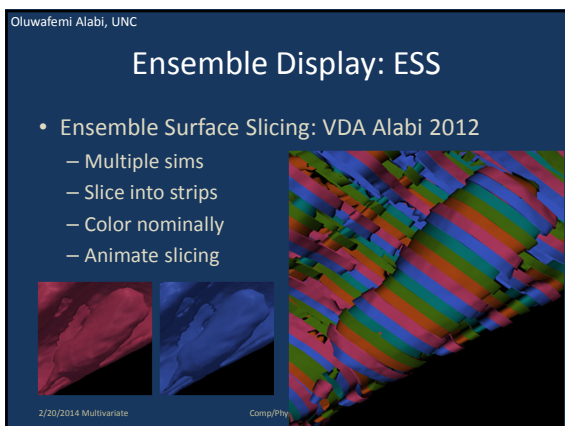 Oluwafemi Alabi, UNC
Ensemble Display: ESS
• Ensemble Surface Slicing: VDA Alabi 2012
– Multiple sims
– Slice into strips
– Color nominally
– Animate slicing
2/20/2014 Multivariate Comp/Phy